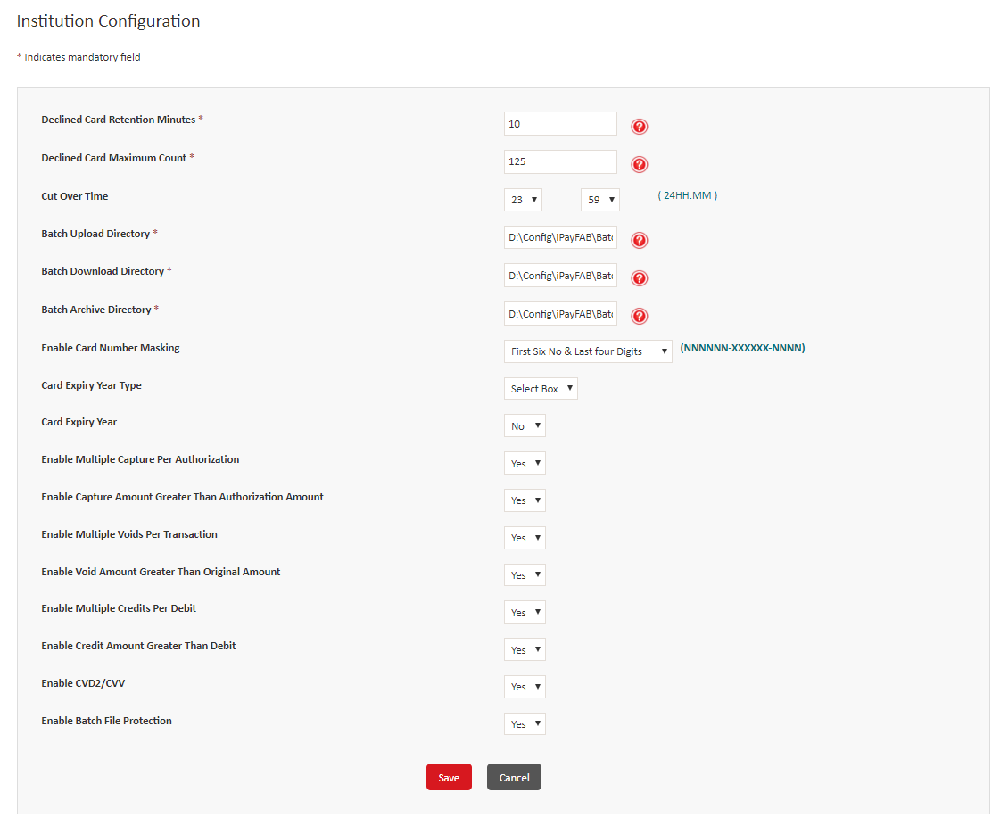 Institution Configuration
* Indicates mandatory field
Declined Card Retention Minutes * 10
Declined Card Maximum Count * 125
Cut Over Time 23 59 ( 24HH:MM )
Batch Upload Directory * D:\Config\iPayFAB\Bat
Batch Download Directory * D:\Config\iPayFAB\Bat
Batch Archive Directory * D:\Config\iPayFAB\Bat
Enable Card Number Masking First Six No & Last four Digits (NNNNNN-XXXXXX-NNNN)
Card Expiry Year Type Select Box
Card Expiry Year No
Enable Multiple Capture Per Authorization Yes
Enable Capture Amount Greater Than Authorization Amount Yes
Enable Multiple Voids Per Transaction Yes
Enable Void Amount Greater Than Original Amount Yes
Enable Multiple Credits Per Debit Yes
Enable Credit Amount Greater Than Debit Yes
Enable CVD2/CVV Yes
Enable Batch File Protection Yes
Save Cancel